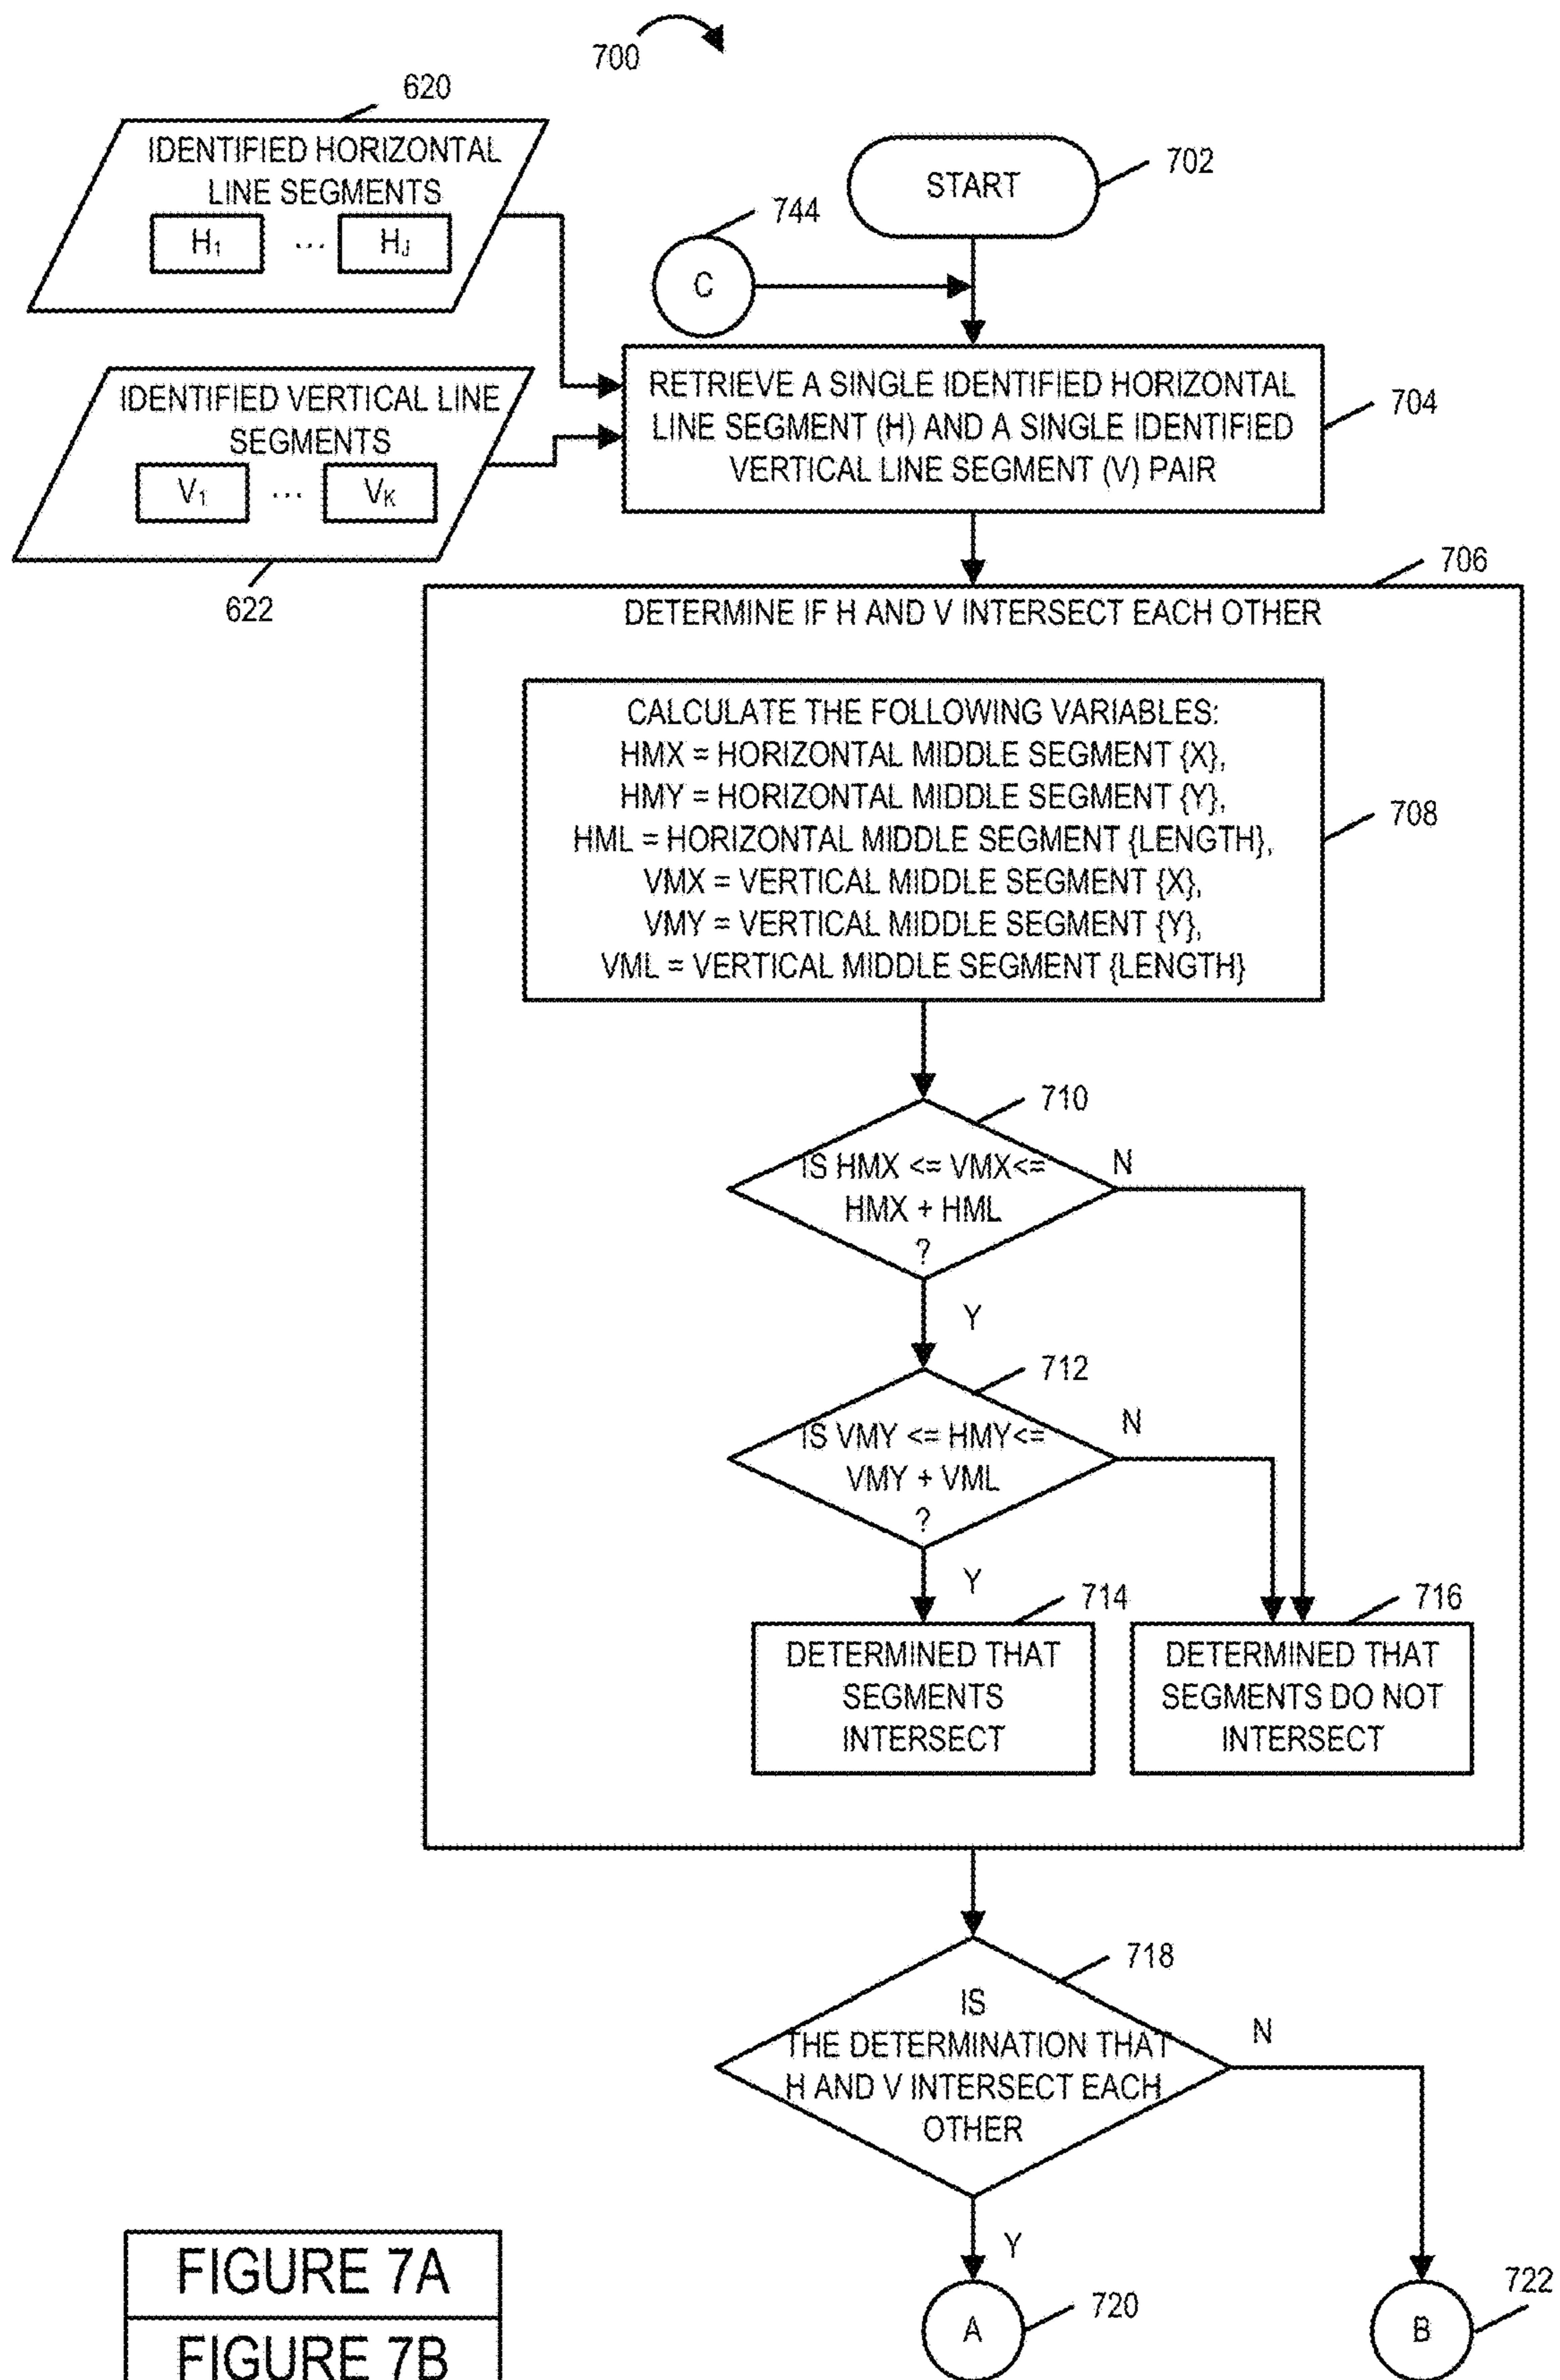 700
620
IDENTIFIED HORIZONTAL
LINE SEGMENTS
H₁ ... H_J
START
702
744
C
IDENTIFIED VERTICAL LINE
SEGMENTS
V₁ ... V_K
622
RETRIEVE A SINGLE IDENTIFIED HORIZONTAL
LINE SEGMENT (H) AND A SINGLE IDENTIFIED
VERTICAL LINE SEGMENT (V) PAIR
704
706
DETERMINE IF H AND V INTERSECT EACH OTHER
CALCULATE THE FOLLOWING VARIABLES:
HMX = HORIZONTAL MIDDLE SEGMENT {X},
HMY = HORIZONTAL MIDDLE SEGMENT {Y},
HML = HORIZONTAL MIDDLE SEGMENT {LENGTH},
VMX = VERTICAL MIDDLE SEGMENT {X},
VMY = VERTICAL MIDDLE SEGMENT {Y},
VML = VERTICAL MIDDLE SEGMENT {LENGTH}
708
710
IS HMX <= VMX<=
HMX + HML
?
N
Y
712
IS VMY <= HMY<=
VMY + VML
?
N
Y
714
DETERMINED THAT
SEGMENTS
INTERSECT
716
DETERMINED THAT
SEGMENTS DO NOT
INTERSECT
718
IS
THE DETERMINATION THAT
H AND V INTERSECT EACH
OTHER
N
Y
A
720
B
722
FIGURE 7A
FIGURE 7B